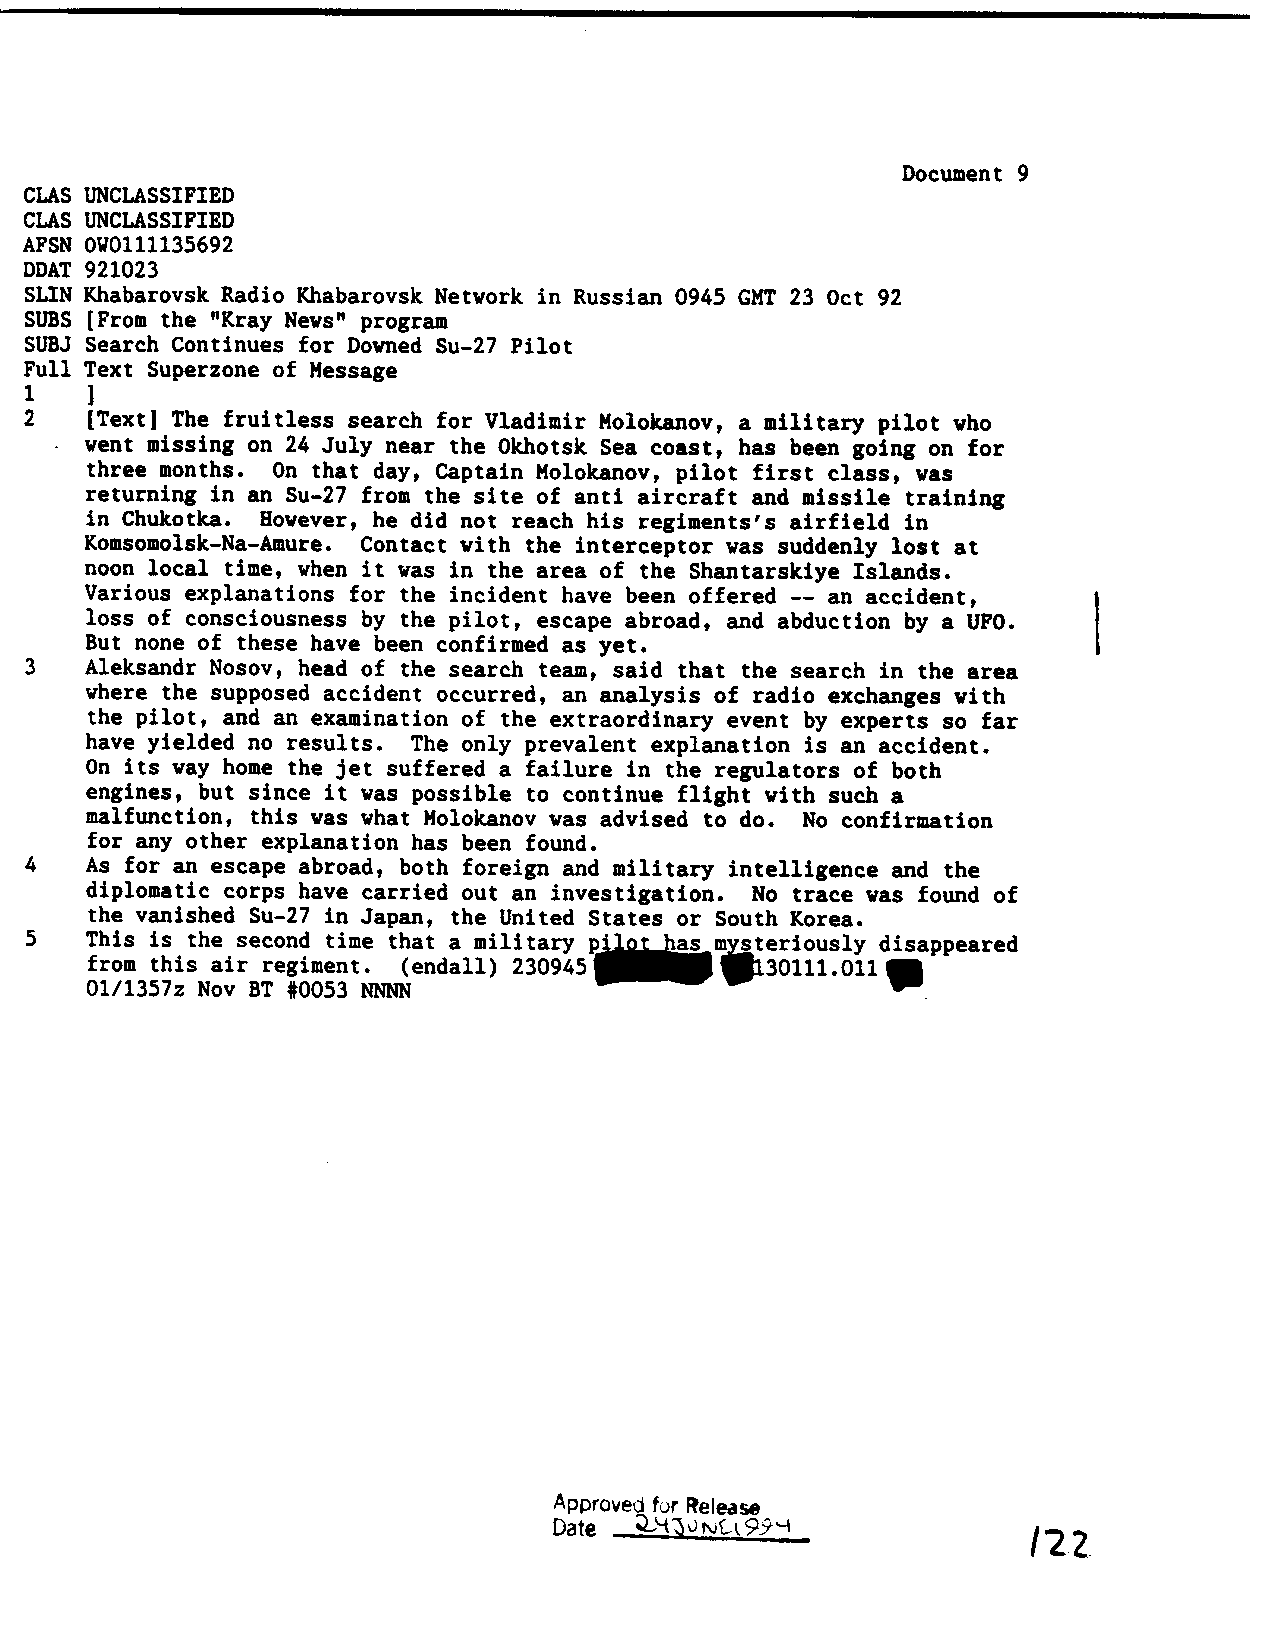 Document 9
CLAS UNCLASSIFIED
CLAS UNCLASSIFIED
AFSN OW0111135692
DDAT 921023
SLIN Khabarovsk Radio Khabarovsk Network in Russian 0945 GMT 23 Oct 92
SUBS [From the "Kray News" program
SUBJ Search Continues for Downed Su-27 Pilot
Full Text Superzone of Message
1 ]
2 [Text] The fruitless search for Vladimir Molokanov, a military pilot who
went missing on 24 July near the Okhotsk Sea coast, has been going on for
three months. On that day, Captain Molokanov, pilot first class, was
returning in an Su-27 from the site of anti aircraft and missile training
in Chukotka. However, he did not reach his regiments's airfield in
Komsomolsk-Na-Amure. Contact with the interceptor was suddenly lost at
noon local time, when it was in the area of the Shantarskiye Islands.
Various explanations for the incident have been offered -- an accident,
loss of consciousness by the pilot, escape abroad, and abduction by a UFO.
But none of these have been confirmed as yet.
3 Aleksandr Nosov, head of the search team, said that the search in the area
where the supposed accident occurred, an analysis of radio exchanges with
the pilot, and an examination of the extraordinary event by experts so far
have yielded no results. The only prevalent explanation is an accident.
On its way home the jet suffered a failure in the regulators of both
engines, but since it was possible to continue flight with such a
malfunction, this was what Molokanov was advised to do. No confirmation
for any other explanation has been found.
4 As for an escape abroad, both foreign and military intelligence and the
diplomatic corps have carried out an investigation. No trace was found of
the vanished Su-27 in Japan, the United States or South Korea.
5 This is the second time that a military pilot has mysteriously disappeared
from this air regiment. (endall) 230945 130111.011
01/1357z Nov BT #0053 NNNN
Approved for Release
Date 24 JUNE 1994
122